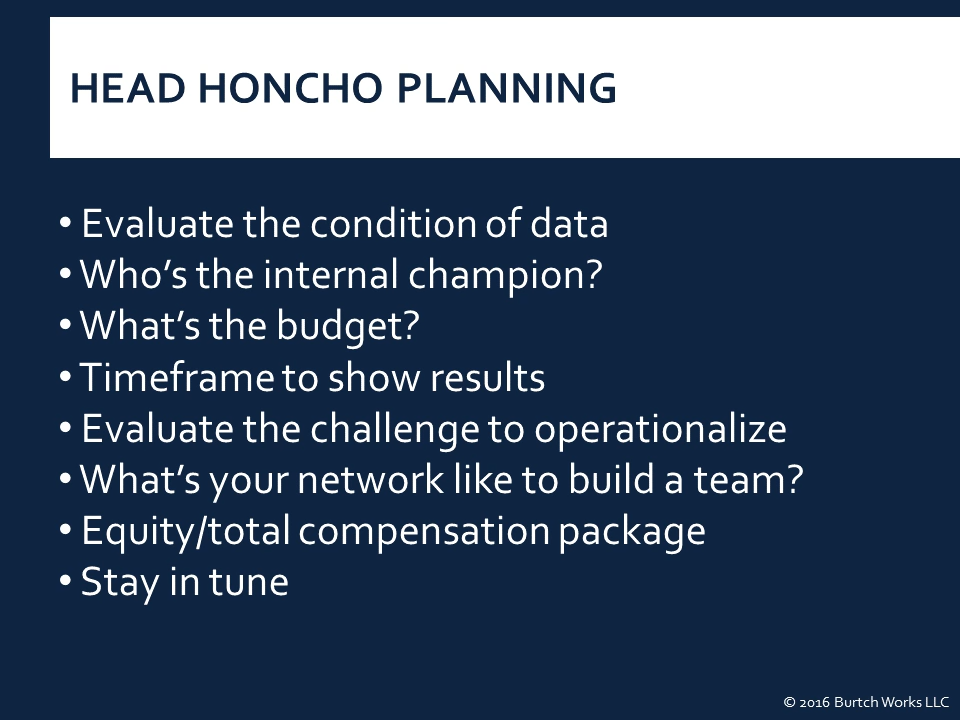 HEAD HONCHO PLANNING
• Evaluate the condition of data
• Who’s the internal champion?
• What’s the budget?
• Timeframe to show results
• Evaluate the challenge to operationalize
• What’s your network like to build a team?
• Equity/total compensation package
• Stay in tune
© 2016 Burtch Works LLC